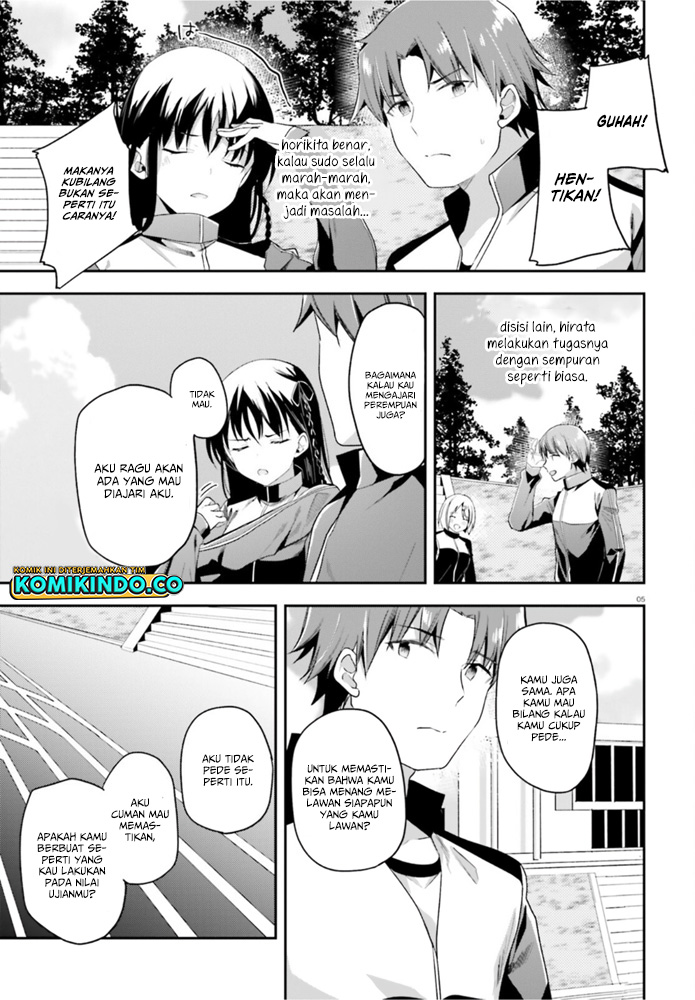 GUHAH!
HEN-
TIKAN!
は
horikita benar,
kalau sudo selalu
marah-marah,
maka akan men-
jadi masalah...
MAKANYA
KUBILANG
BUKAN SE-
PERTI ITU
CARANYA!
disisi lain, hirata
melakukan tugasnya
dengan sempuran
seperti biasa.
BAGAIMANA
KALAU KAU
MENGAJARI
PEREMPUAN
JUGA?
TIDAK
MAU.
AKU RAGU AKAN
ADA YANG MAU
DIAJARI AKU.
KOMIK INI DITERJEMAHKAN TIM
KOMIKINDO.CO
05
KAMU JUGA
SAMA. APA
KAMU MAU
BILANG KALAU
KAMU CUKUP
PEDE...
UNTUK MEMASTI-
KAN BAHWA KAMU
BISA MENANG ME-
LAWAN SIAPAPUN
YANG KAMU
LAWAN?
AKU TIDAK
PEDE SE-
PERTI ITU.
AKU
CUMAN MAU
MEMAS-
TIKAN,
APAKAH KAMU
BERBUAT SE-
PERTI YANG
KAU LAKUKAN
PADA NILAI
UJIANMU?